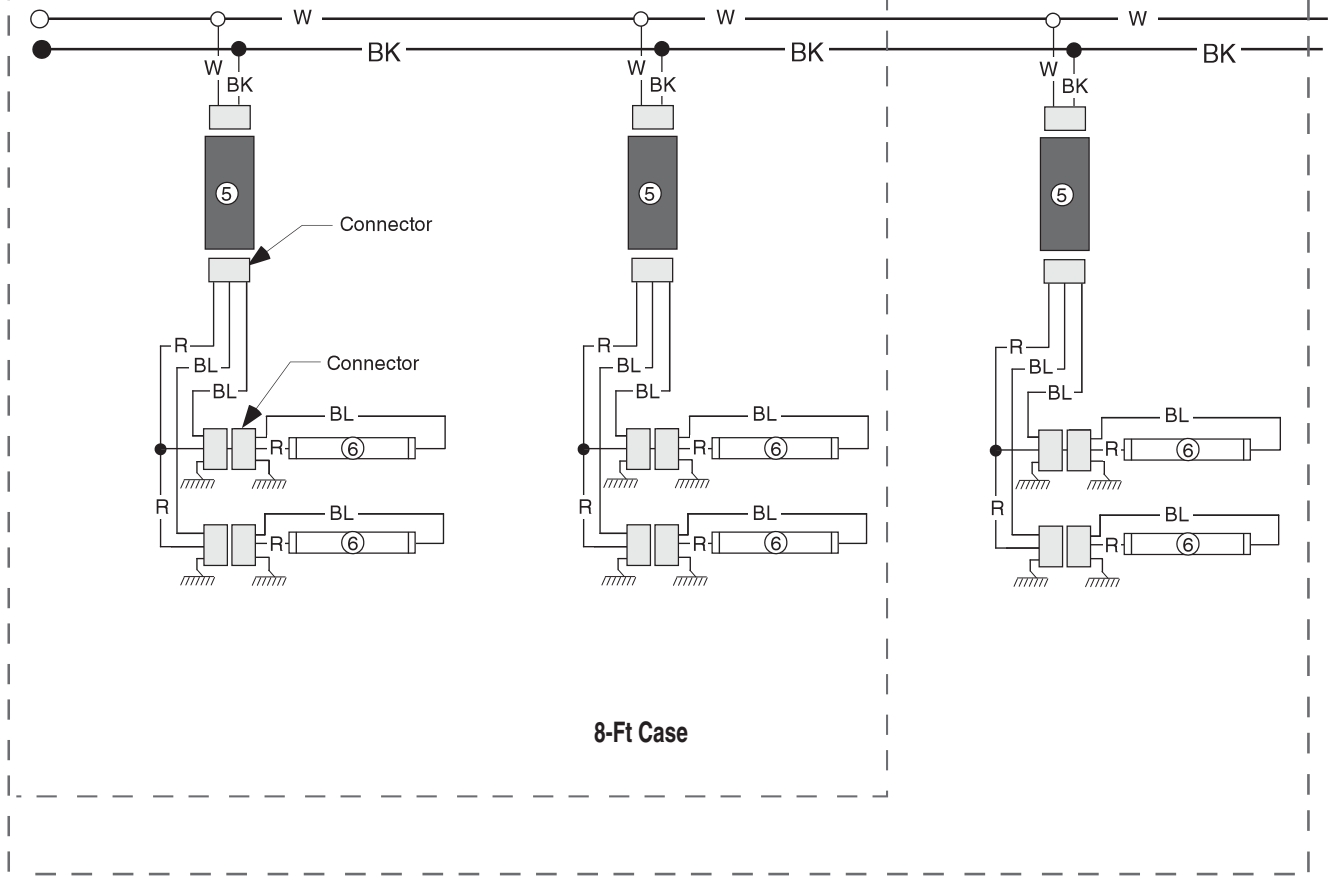 W W W
BK BK BK
W W W
BK BK BK
5 5 5
Connector
R R R
BL BL BL
Connector
BL BL BL
BL BL BL
R 6 R 6 R 6
R R R
BL BL BL
R 6 R 6 R 6
8-Ft Case